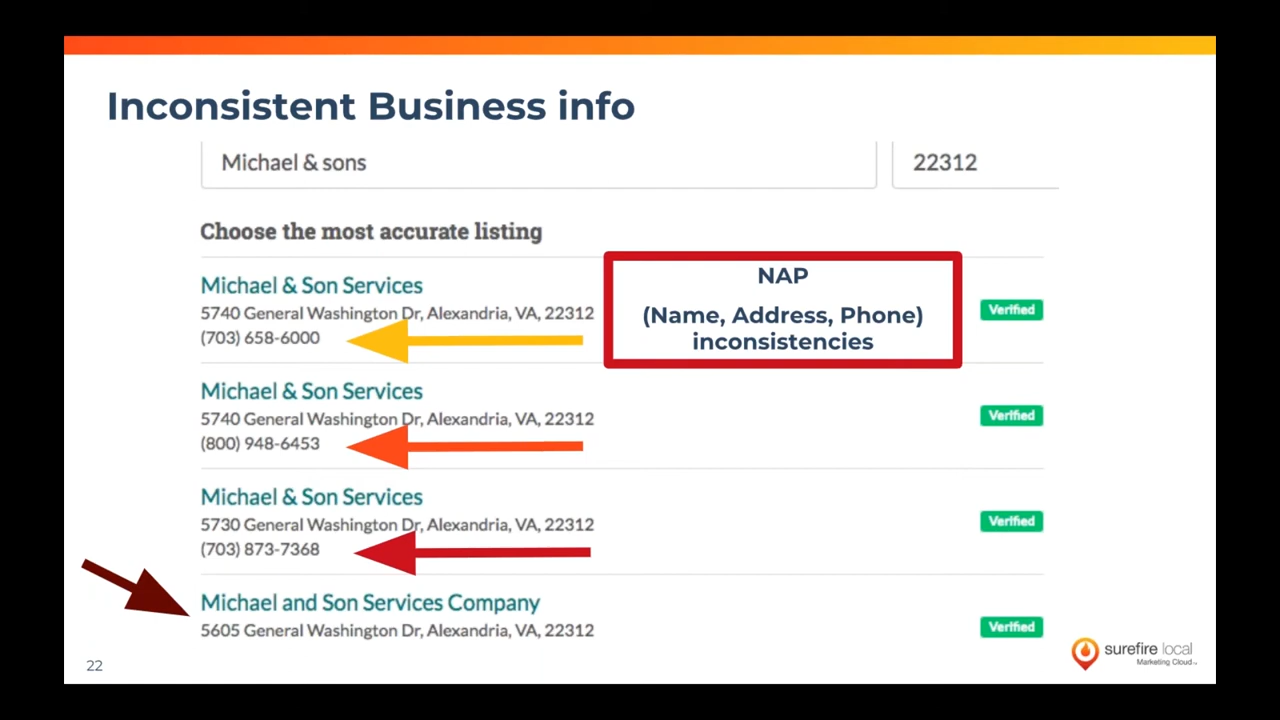 Inconsistent Business info
Michael & sons
22312
Choose the most accurate listing
Michael & Son Services
5740 General Washington Dr, Alexandria, VA, 22312
(703) 658-6000
NAP
(Name, Address, Phone)
inconsistencies
Verified
Michael & Son Services
5740 General Washington Dr, Alexandria, VA, 22312
(800) 948-6453
Verified
Michael & Son Services
5730 General Washington Dr, Alexandria, VA, 22312
(703) 873-7368
Verified
Michael and Son Services Company
5605 General Washington Dr, Alexandria, VA, 22312
Verified
22
surefire local
Marketing Cloud